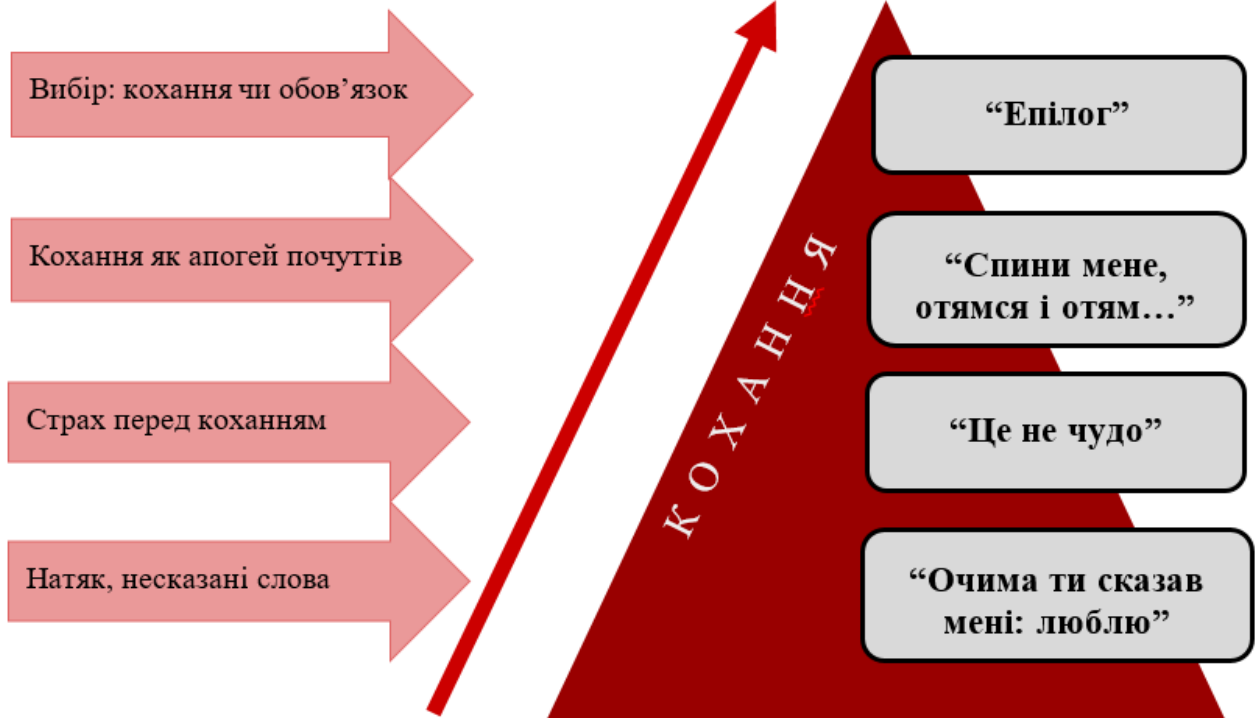 Вибір: кохання чи обов’язок
Кохання як апогей почуттів
Страх перед коханням
Натяк, несказані слова
КОХАННЯ
“Епілог”
“Спини мене,
отямся і отям…”
“Це не чудо”
“Очима ти сказав
мені: люблю”